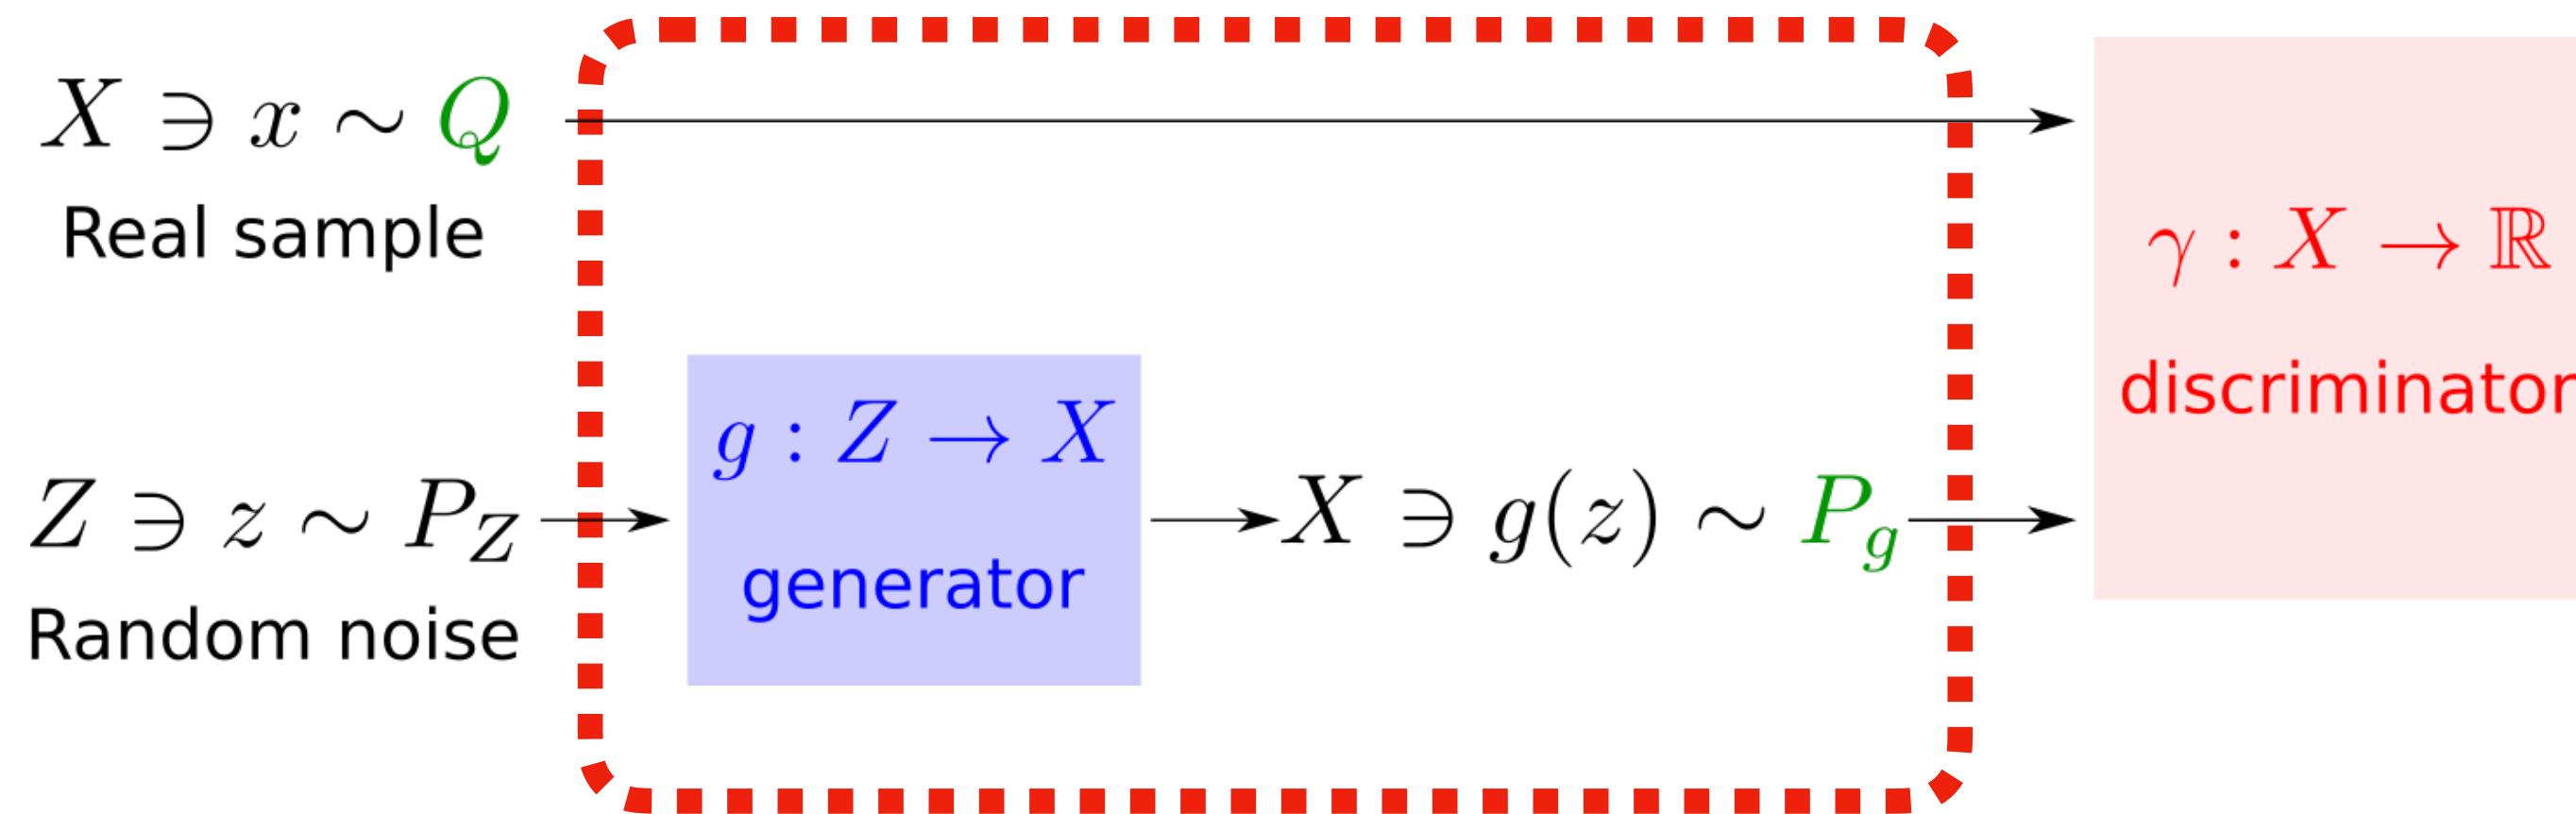 X ∋ x ∼ Q
Real sample
γ : X → ℝ
discriminator
g : Z → X
generator
Z ∋ z ∼ P_Z
Random noise
X ∋ g(z) ∼ P_g